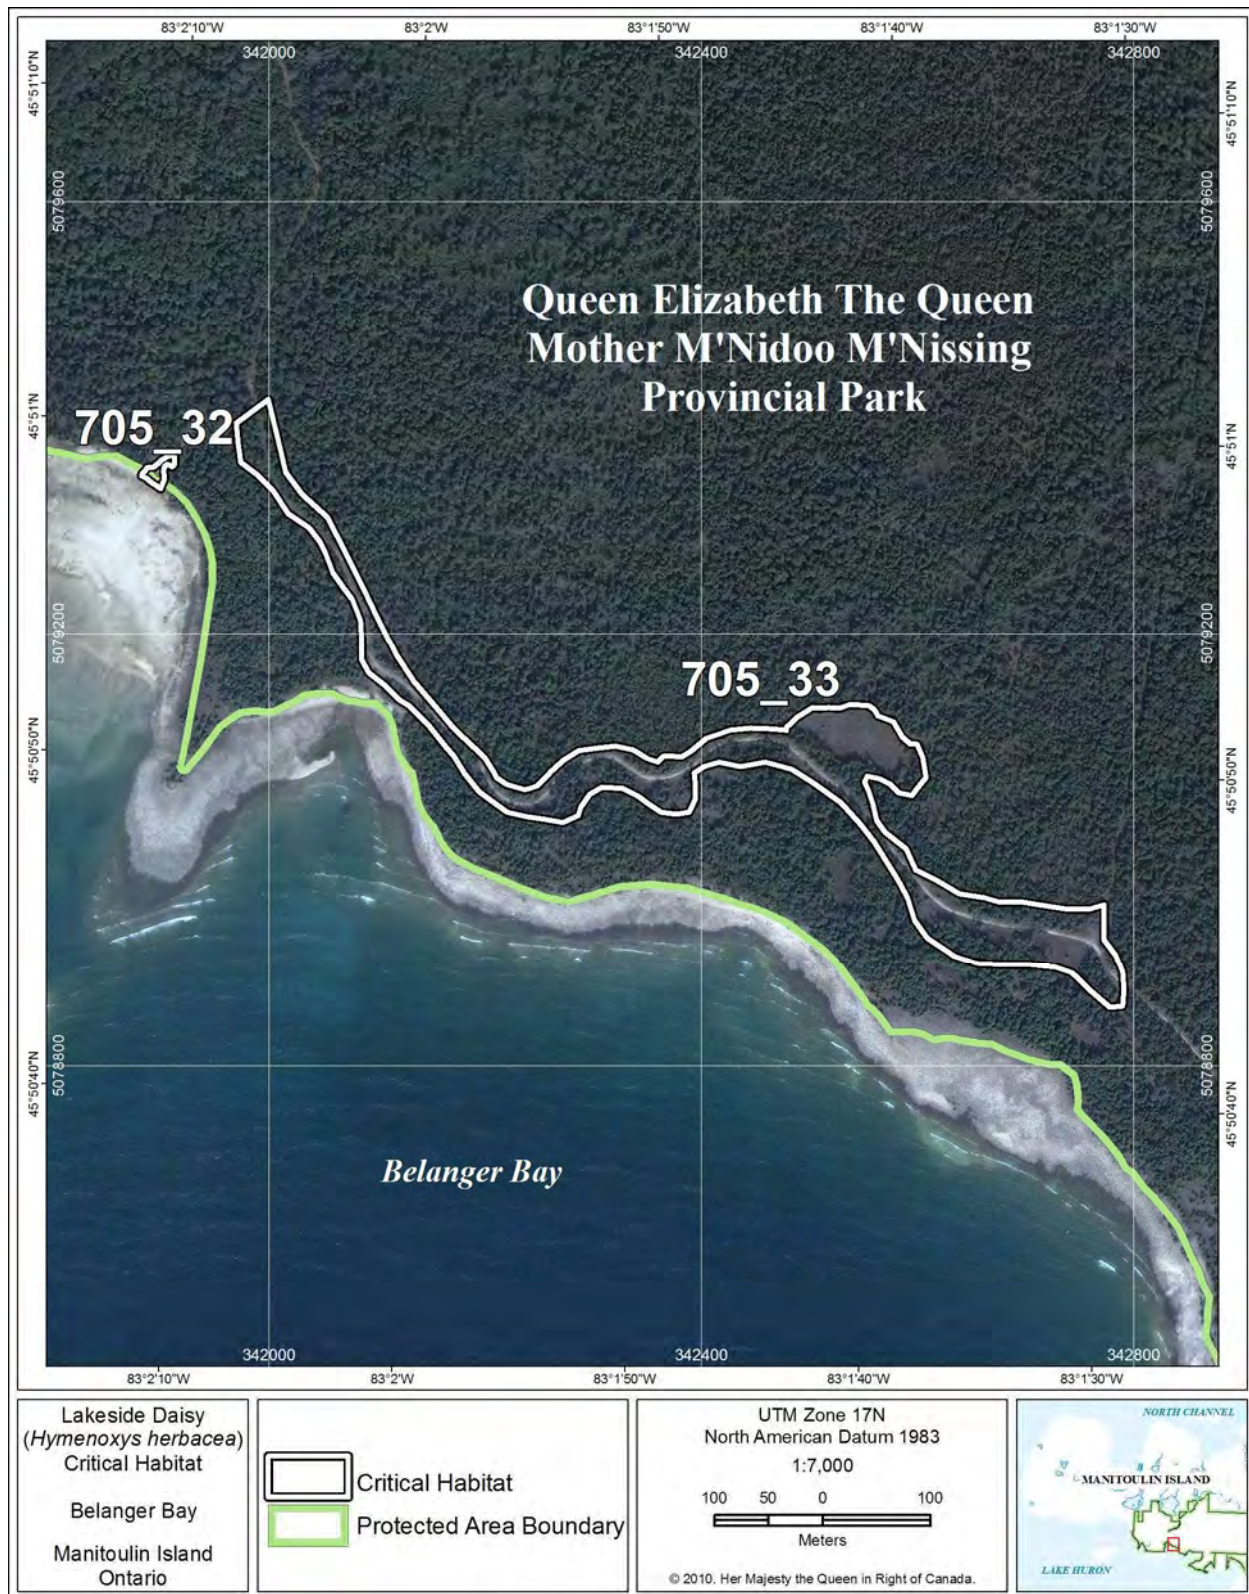 83°2'10"W 83°2'W 83°1'50"W 83°1'40"W 83°1'30"W
342000 342400 342800
45°51'10"N
45°51'10"N
5079600
5079600
Queen Elizabeth The Queen
Mother M'Nidoo M'Nissing
Provincial Park
45°51'N
45°51'N
705_32
5079200
5079200
705_33
45°50'50"N
45°50'50"N
5078800
5078800
45°50'40"N
45°50'40"N
Belanger Bay
342000 342400 342800
83°2'10"W 83°2'W 83°1'50"W 83°1'40"W 83°1'30"W
Lakeside Daisy
(Hymenoxys herbacea)
Critical Habitat
Belanger Bay
Manitoulin Island
Ontario
Critical Habitat
Protected Area Boundary
UTM Zone 17N
North American Datum 1983
1:7,000
100 50 0 100
Meters
© 2010. Her Majesty the Queen in Right of Canada.
NORTH CHANNEL
MANITOULIN ISLAND
LAKE HURON